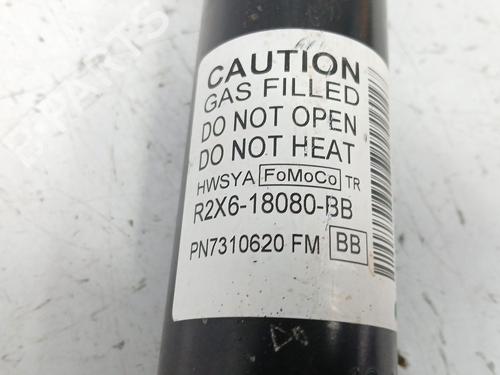 CAUTION
GAS FILLED
DO NOT OPEN
DO NOT HEAT
HWSYA FoMoCo TR
R2X6-18080-BB
PN7310620 FM BB